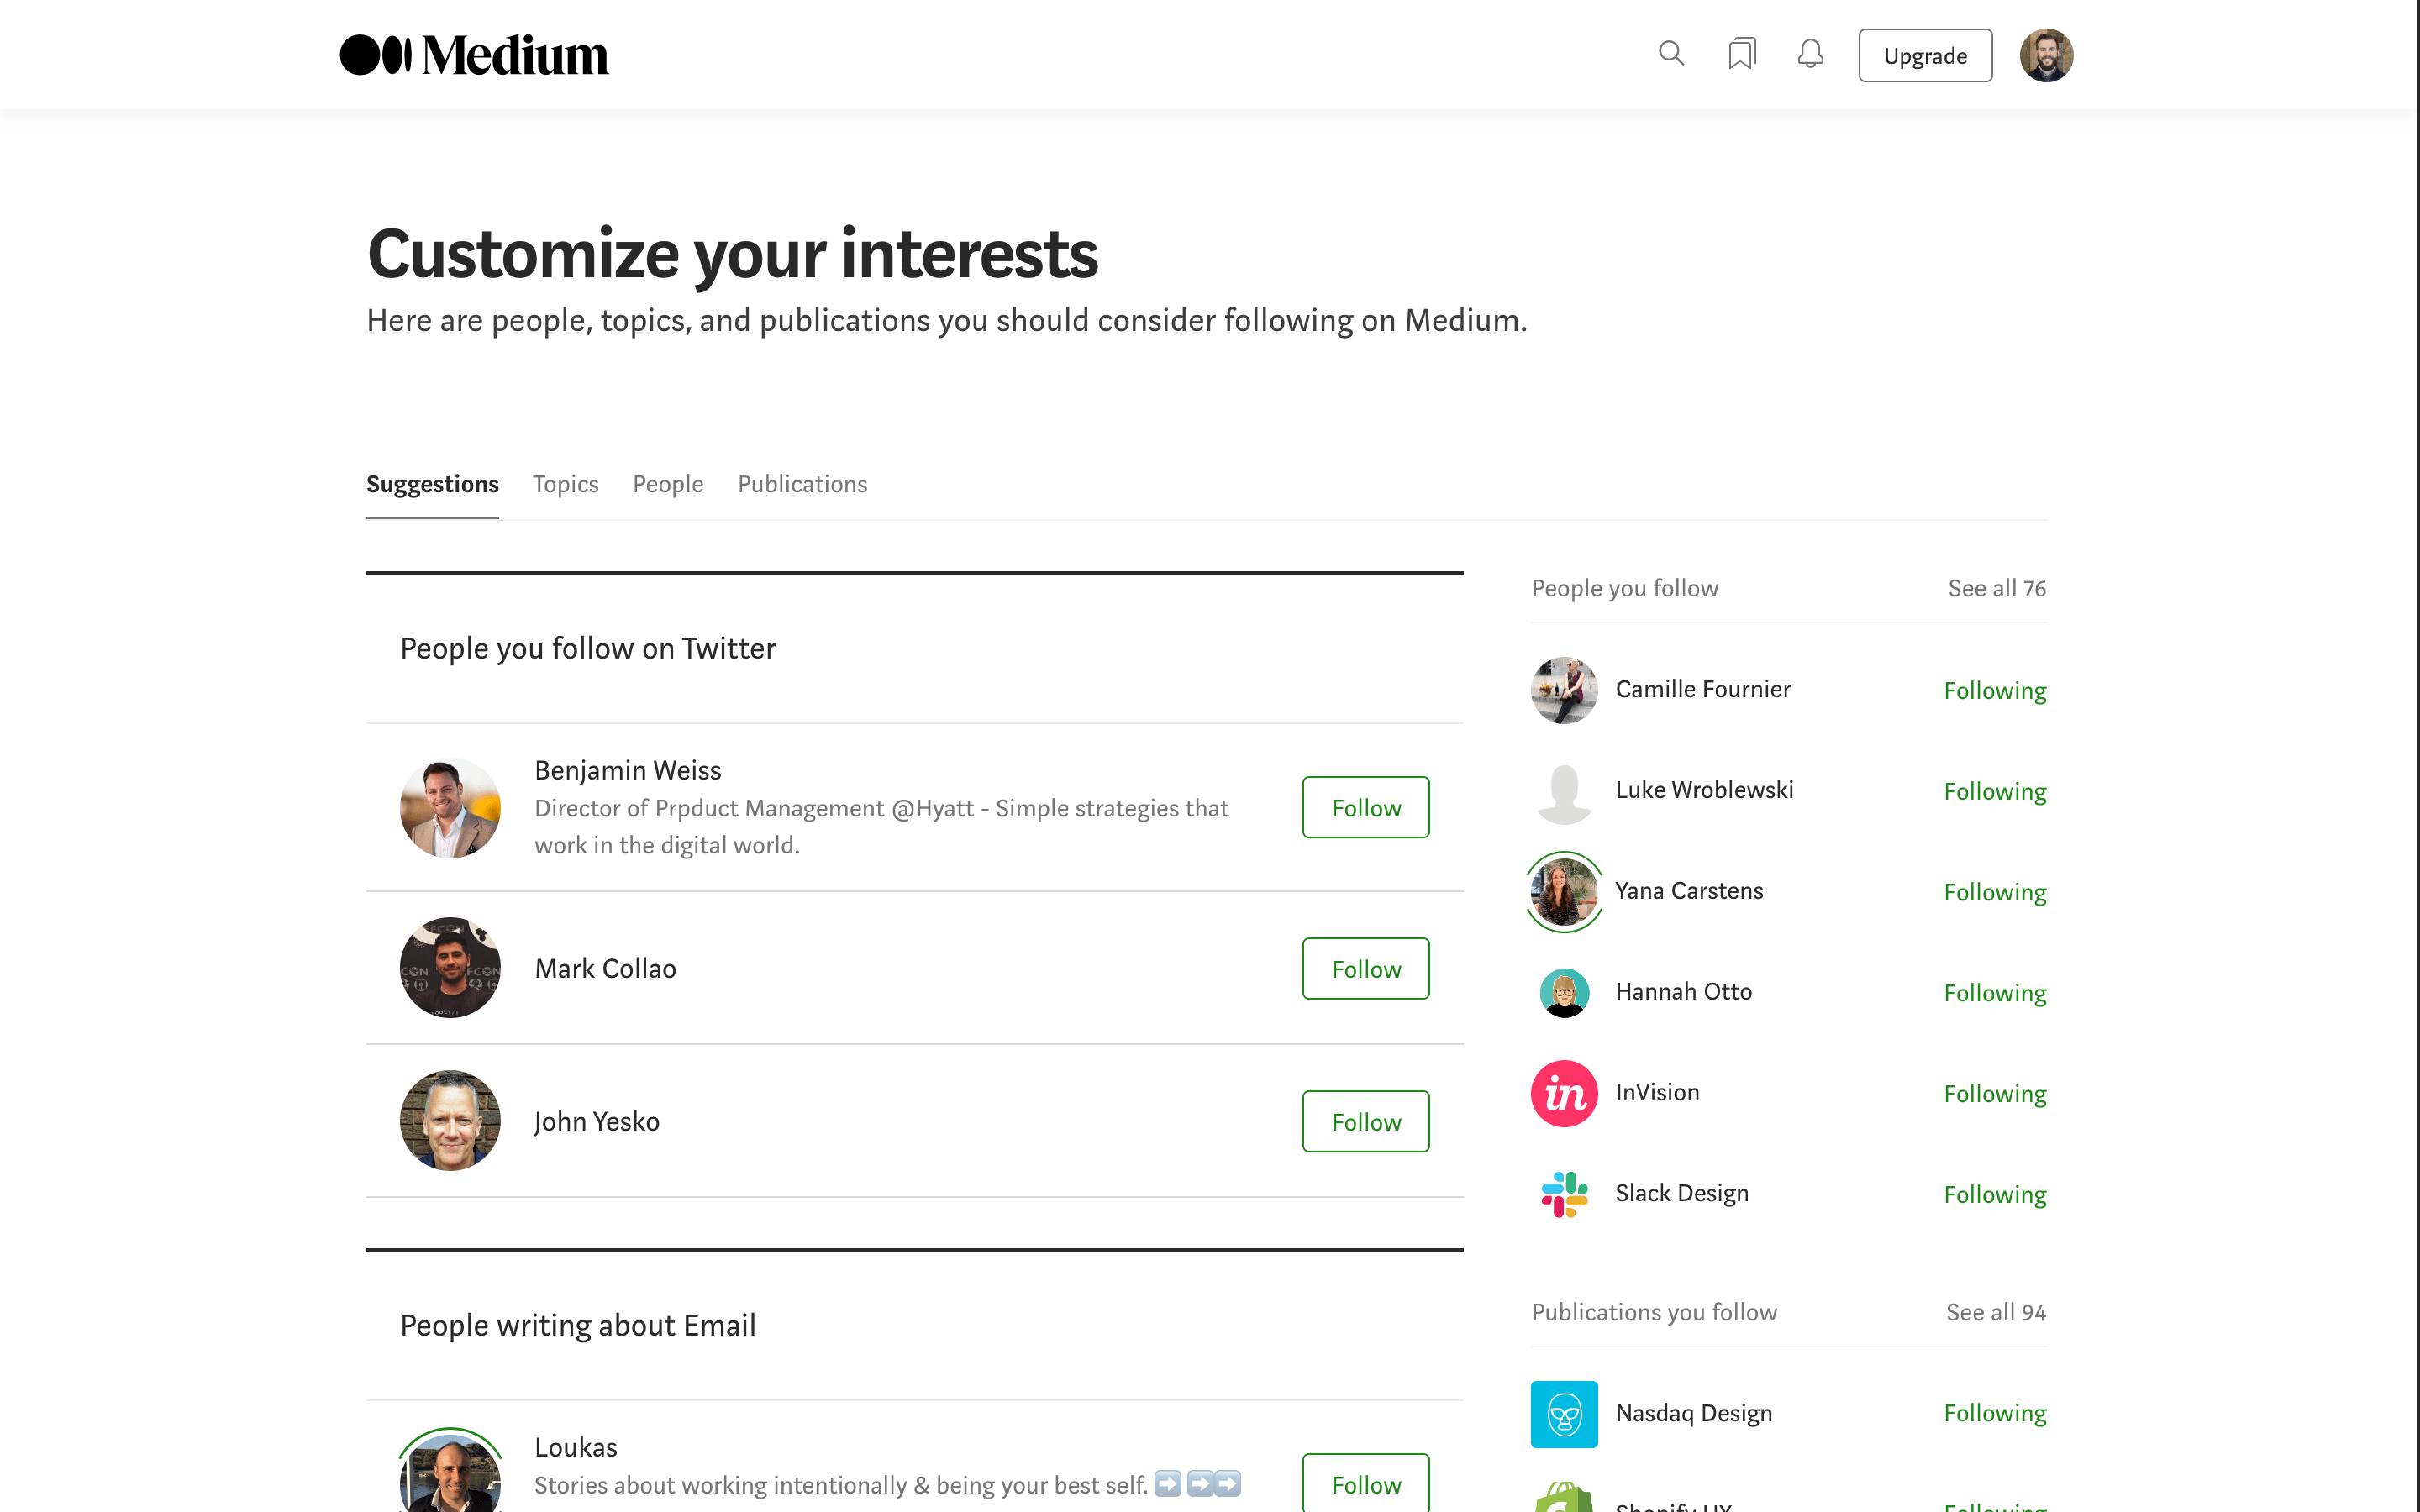 Medium
Upgrade
Customize your interests
Here are people, topics, and publications you should consider following on Medium.
Suggestions
Topics
People
Publications
People you follow on Twitter
Benjamin Weiss
Director of Prpduct Management @Hyatt - Simple strategies that
work in the digital world.
Follow
Mark Collao
Follow
John Yesko
Follow
People writing about Email
Loukas
Stories about working intentionally & being your best self. ➡️ ➡️➡️
Follow
People you follow
See all 76
Camille Fournier
Following
Luke Wroblewski
Following
Yana Carstens
Following
Hannah Otto
Following
in
InVision
Following
Slack Design
Following
Publications you follow
See all 94
Nasdaq Design
Following
Shopify UX
Following